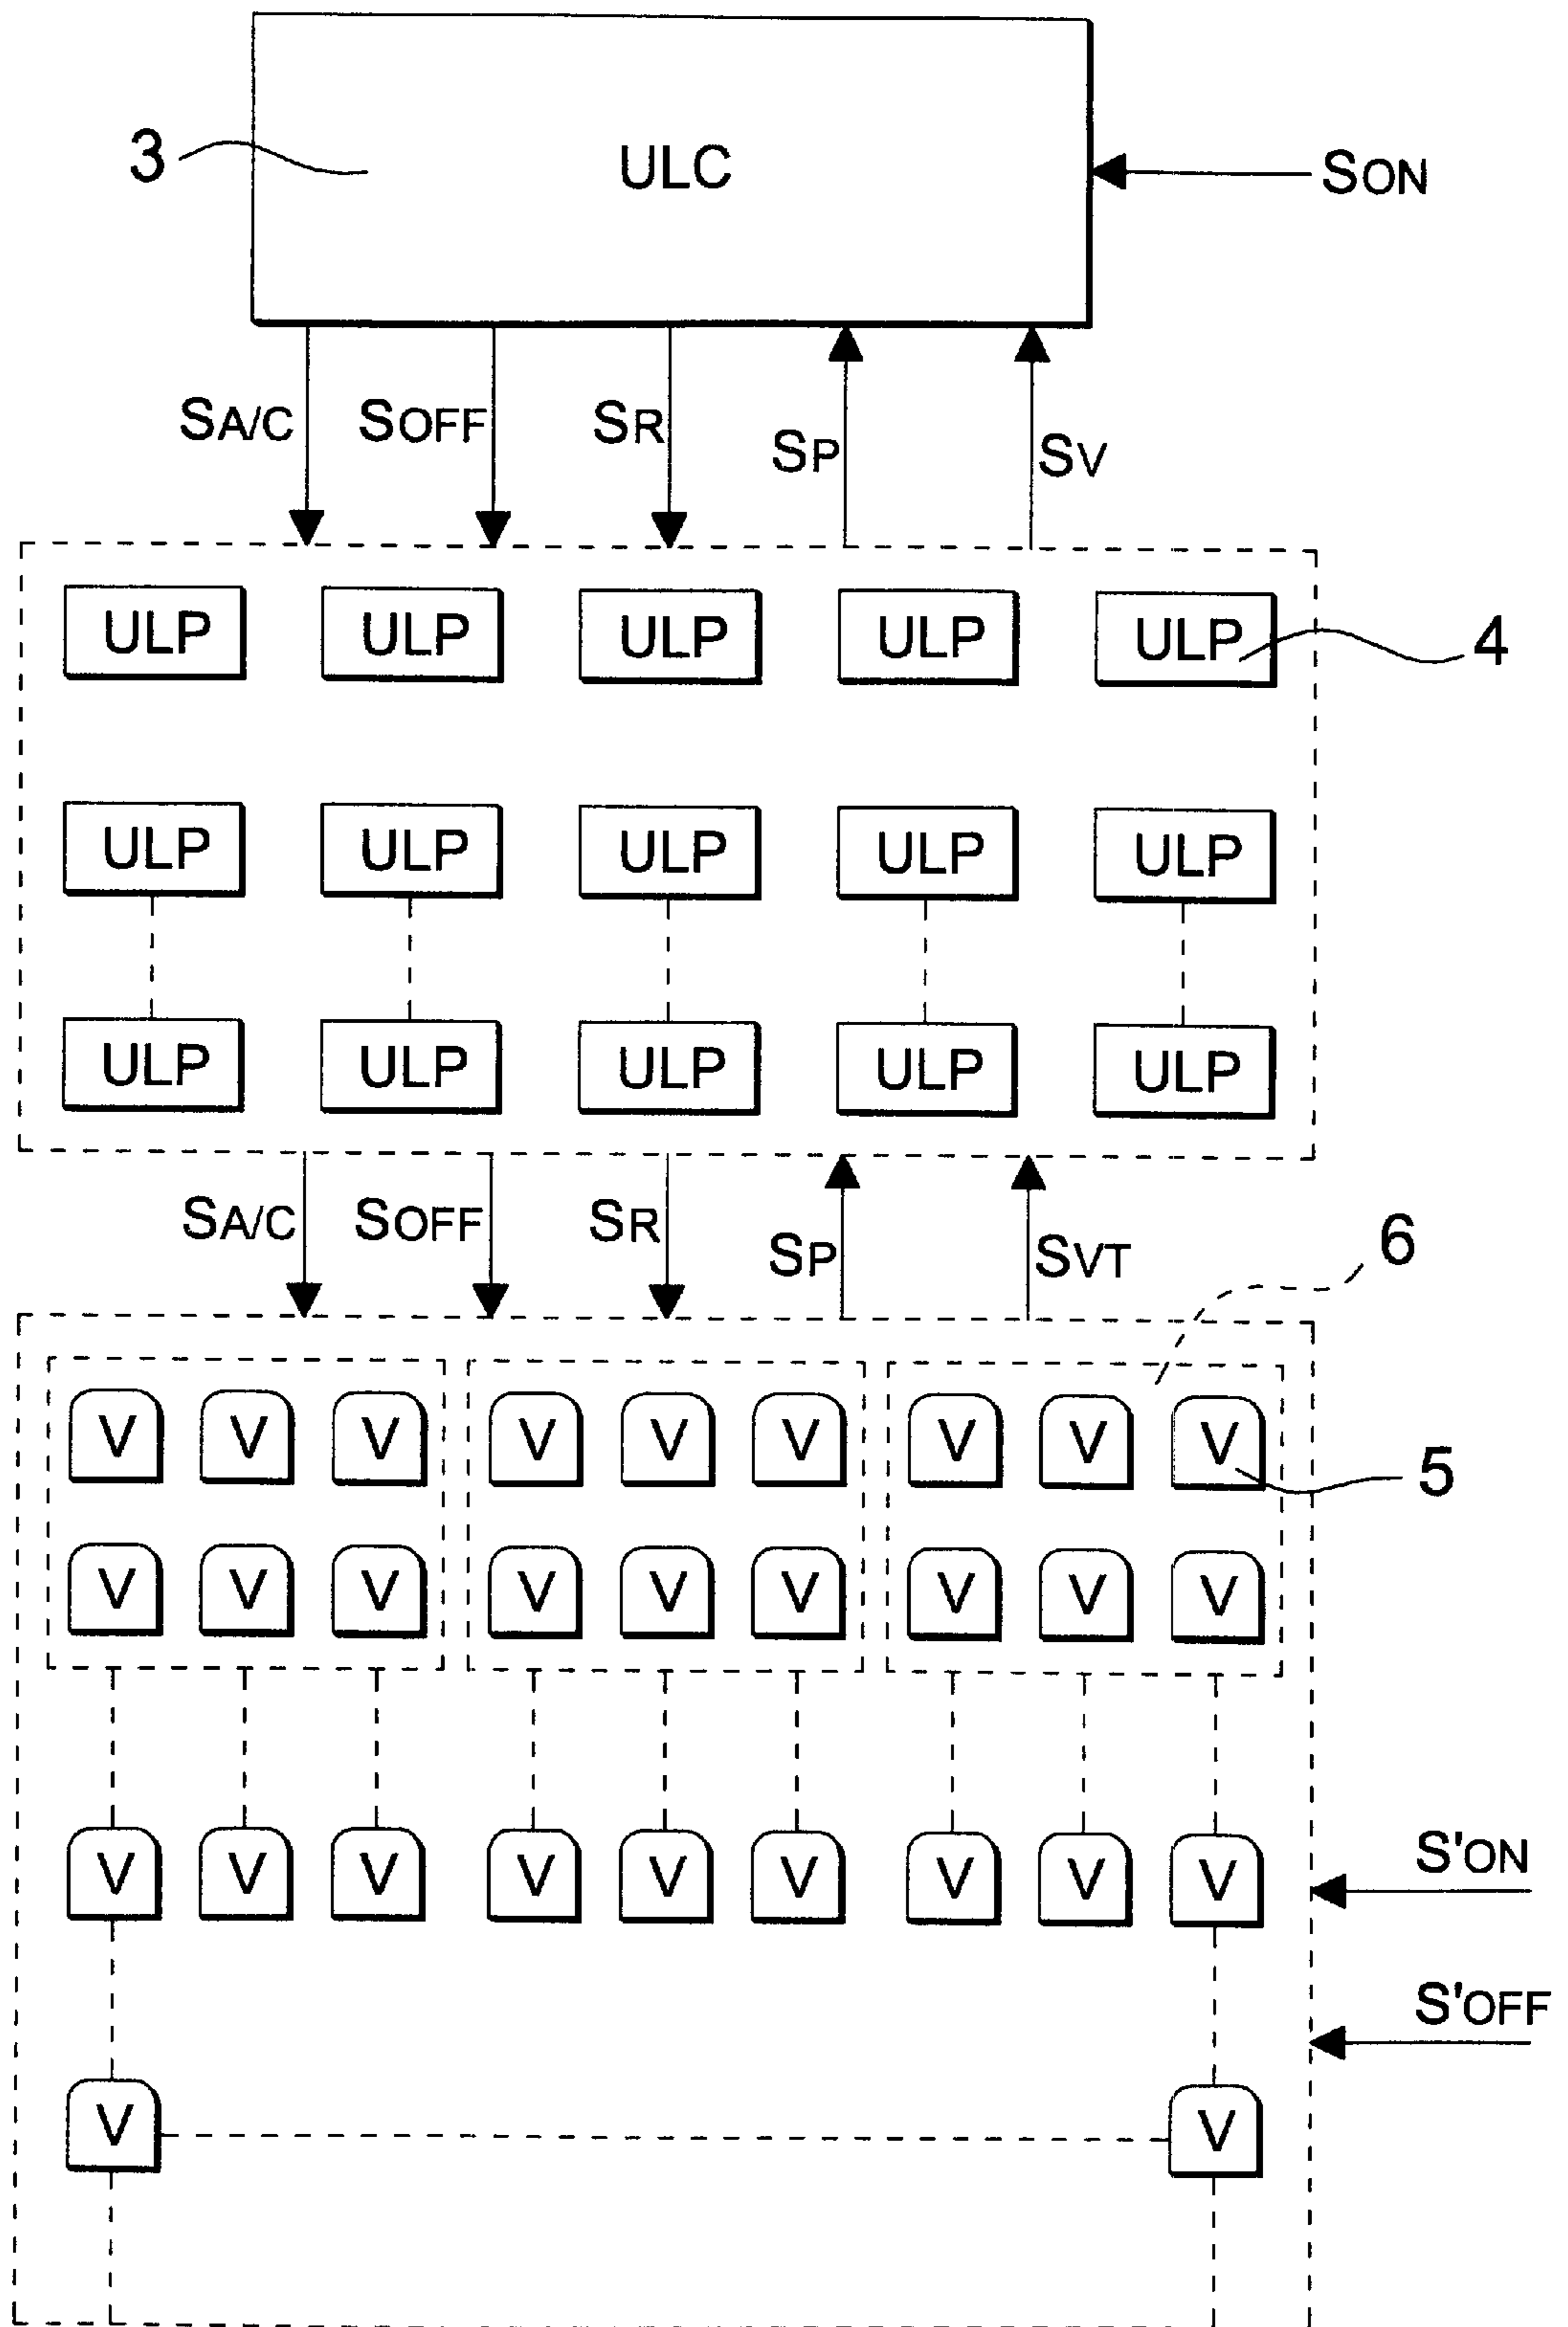 3 ULC SON
SA/C SOFF SR SP SV
ULP ULP ULP ULP ULP 4
ULP ULP ULP ULP ULP
ULP ULP ULP ULP ULP
SA/C SOFF SR SP SVT 6
V V V V V V V V V 5
V V V V V V V V V
V V V V V V V V V S'ON
S'OFF
V V